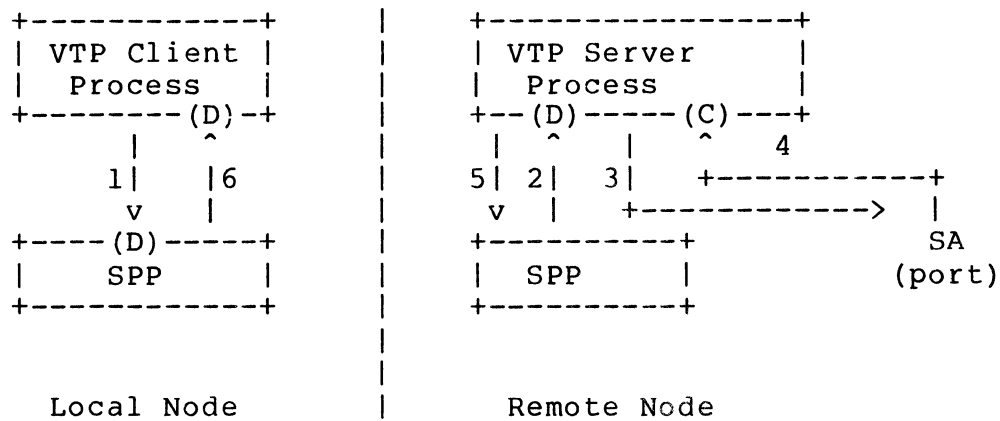 +-------------+ | +-----------------+
| VTP Client | | | VTP Server |
| Process | | | Process |
+---------(D)-+ | +--(D)-----(C)----+
| ^ | | ^ | ^ 4
1| |6 | 5| 2| 3| +-----------+
v | | v | +-------------> |
+----(D)------+ | +-----------+ SA
| SPP | | | SPP | (port)
+-------------+ | +-----------+
|
|
Local Node | Remote Node